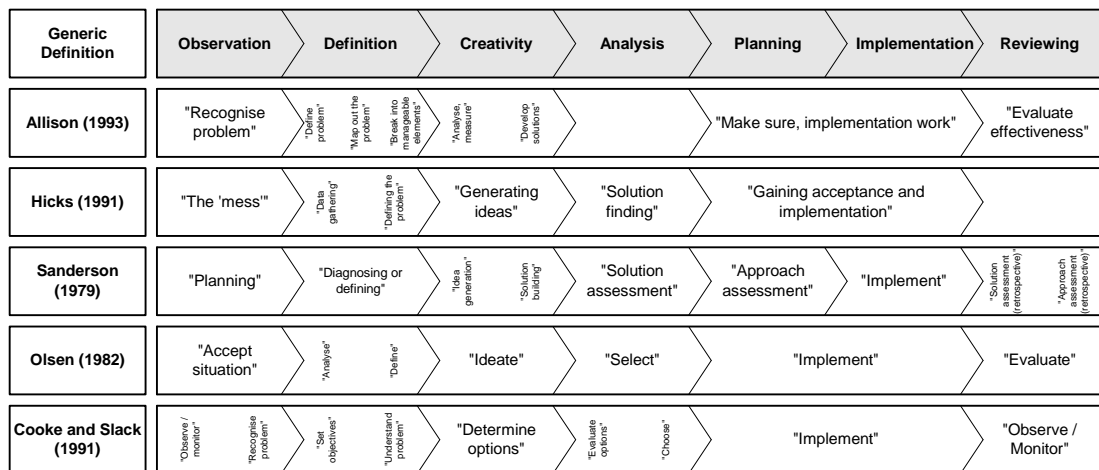 Generic
Definition
Observation
Definition
Creativity
Analysis
Planning
Implementation
Reviewing
Allison (1993)
"Recognise
problem"
"Define
problem"
"Map out the
problem"
"Break into
manageable
elements"
"Analyse,
measure"
"Develop
solutions"
"Make sure, implementation work"
"Evaluate
effectiveness"
Hicks (1991)
"The 'mess'"
"Data
gathering"
"Defining the
problem"
"Generating
ideas"
"Solution
finding"
"Gaining acceptance and
implementation"
Sanderson
(1979)
"Planning"
"Diagnosing or
defining"
"Idea
generation"
"Solution
building"
"Solution
assessment"
"Approach
assessment"
"Implement"
"Solution
assessment
(retrospective)"
"Approach
assessment
(retrospective)"
Olsen (1982)
"Accept
situation"
"Analyse"
"Define"
"Ideate"
"Select"
"Implement"
"Evaluate"
Cooke and Slack
(1991)
"Observe /
monitor"
"Recognise
problem"
"Set
objectives"
"Understand
problem"
"Determine
options"
"Evaluate
options"
"Choose"
"Implement"
"Observe /
Monitor"